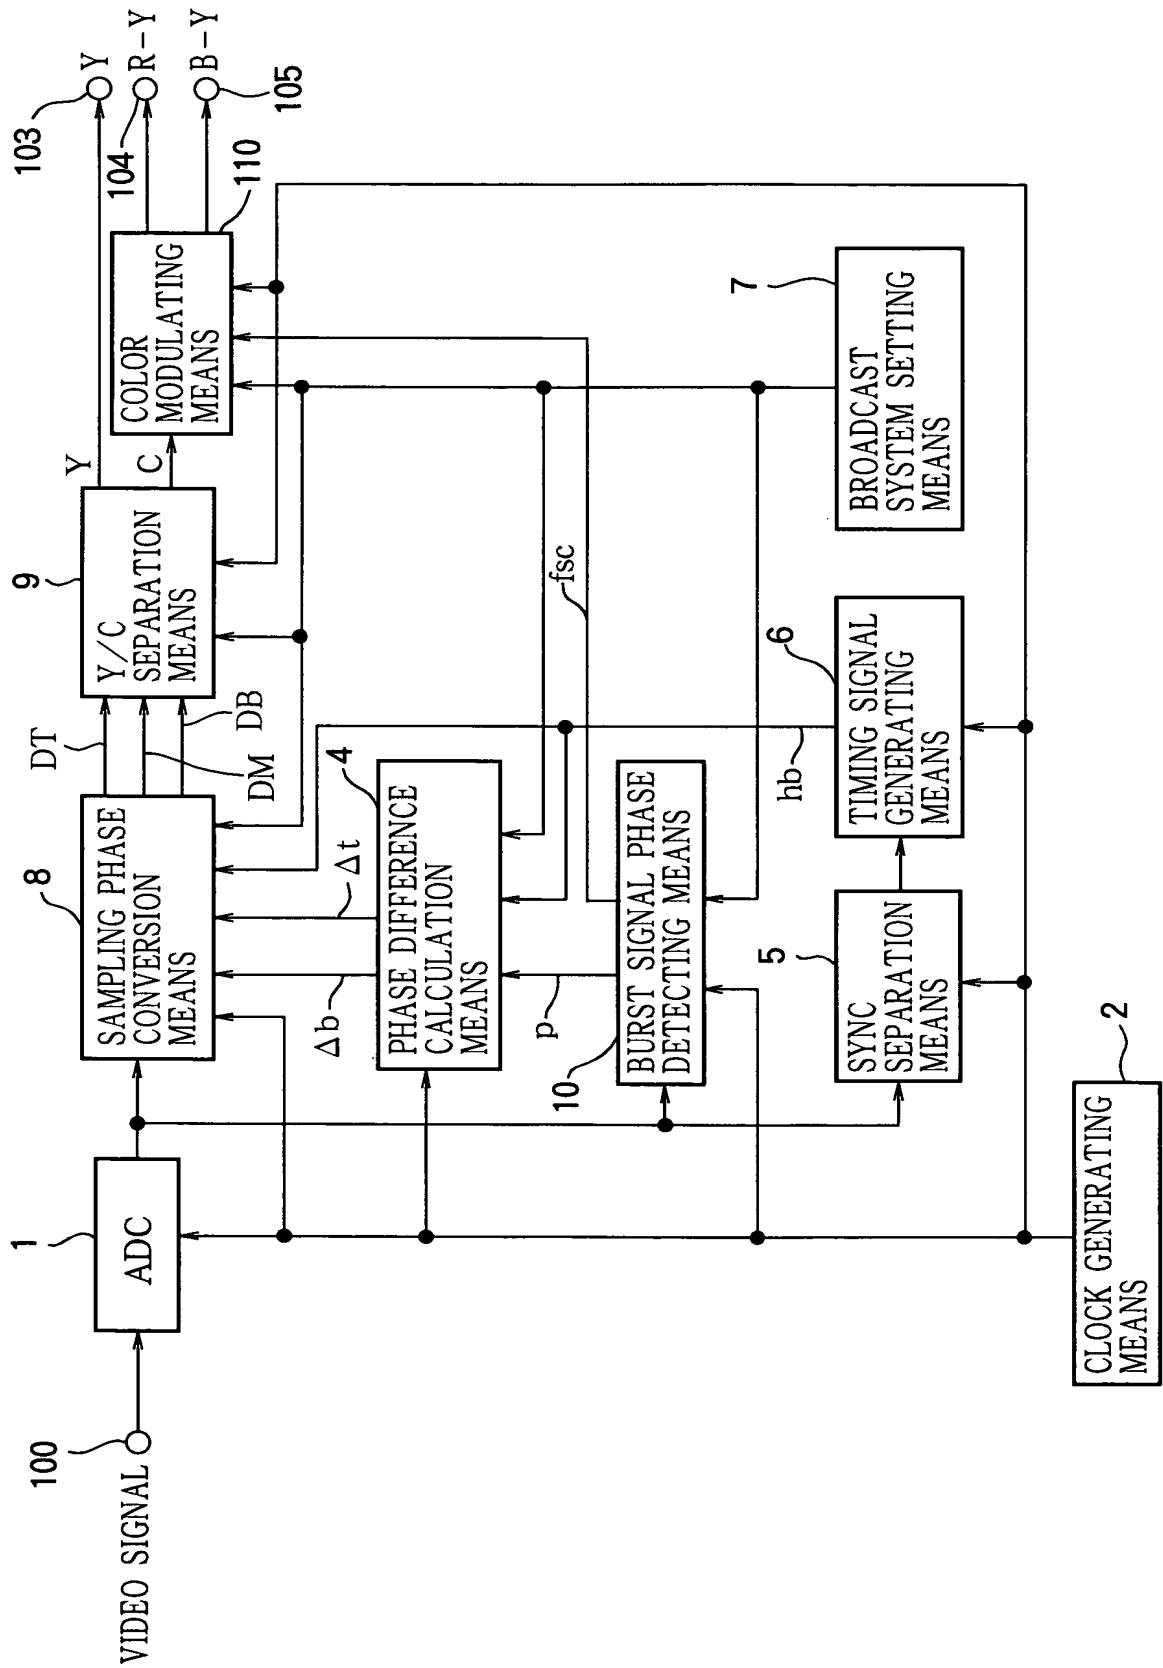 VIDEO SIGNAL
100
1
ADC
8
SAMPLING PHASE
CONVERSION
MEANS
DT
DM
DB
9
Y/C
SEPARATION
MEANS
Y
C
COLOR
MODULATING
MEANS
110
103
Y
104
R-Y
105
B-Y
Δb
Δt
4
PHASE DIFFERENCE
CALCULATION
MEANS
p
10
BURST SIGNAL PHASE
DETECTING MEANS
fsc
hb
5
SYNC
SEPARATION
MEANS
6
TIMING SIGNAL
GENERATING
MEANS
7
BROADCAST
SYSTEM SETTING
MEANS
2
CLOCK GENERATING
MEANS